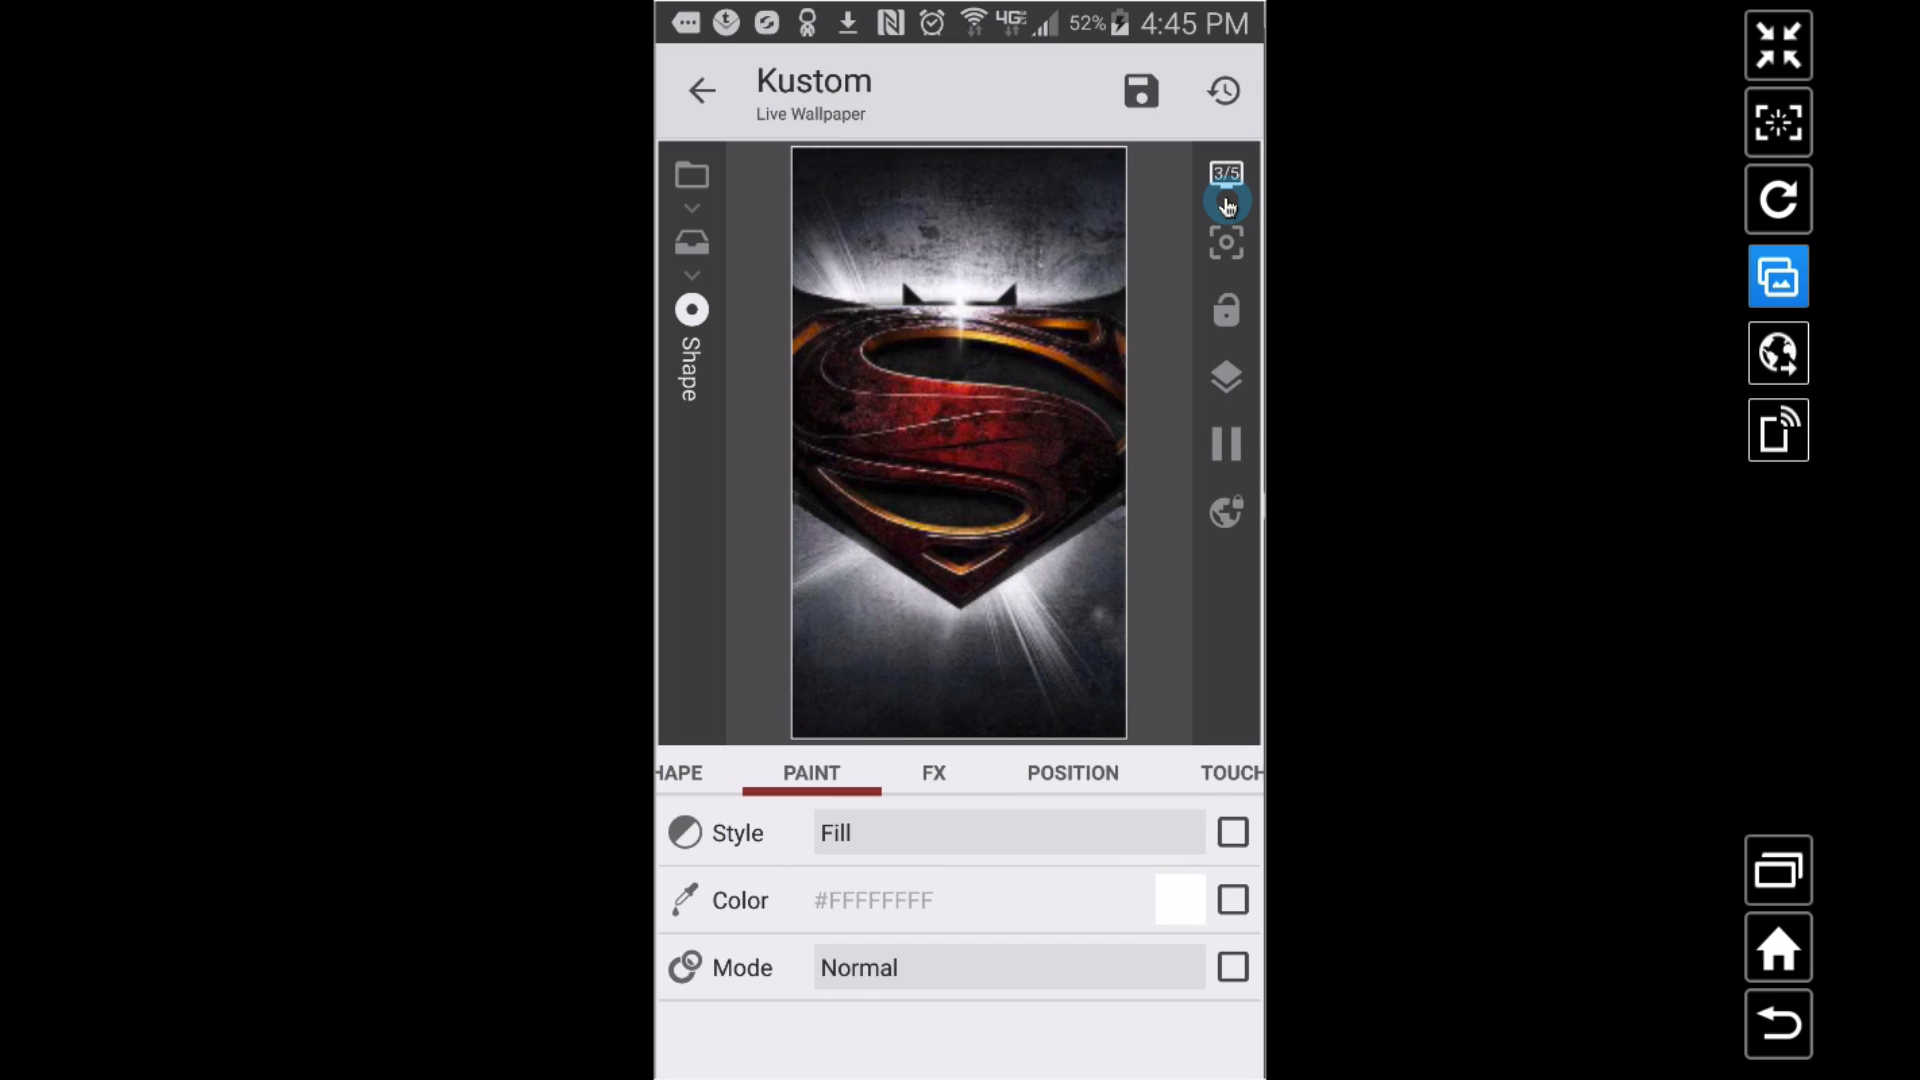 4G 52% 4:45 PM
Kustom
Live Wallpaper
3/5
Shape
HAPE PAINT FX POSITION TOUCH
Style Fill
Color #FFFFFFFF
Mode Normal